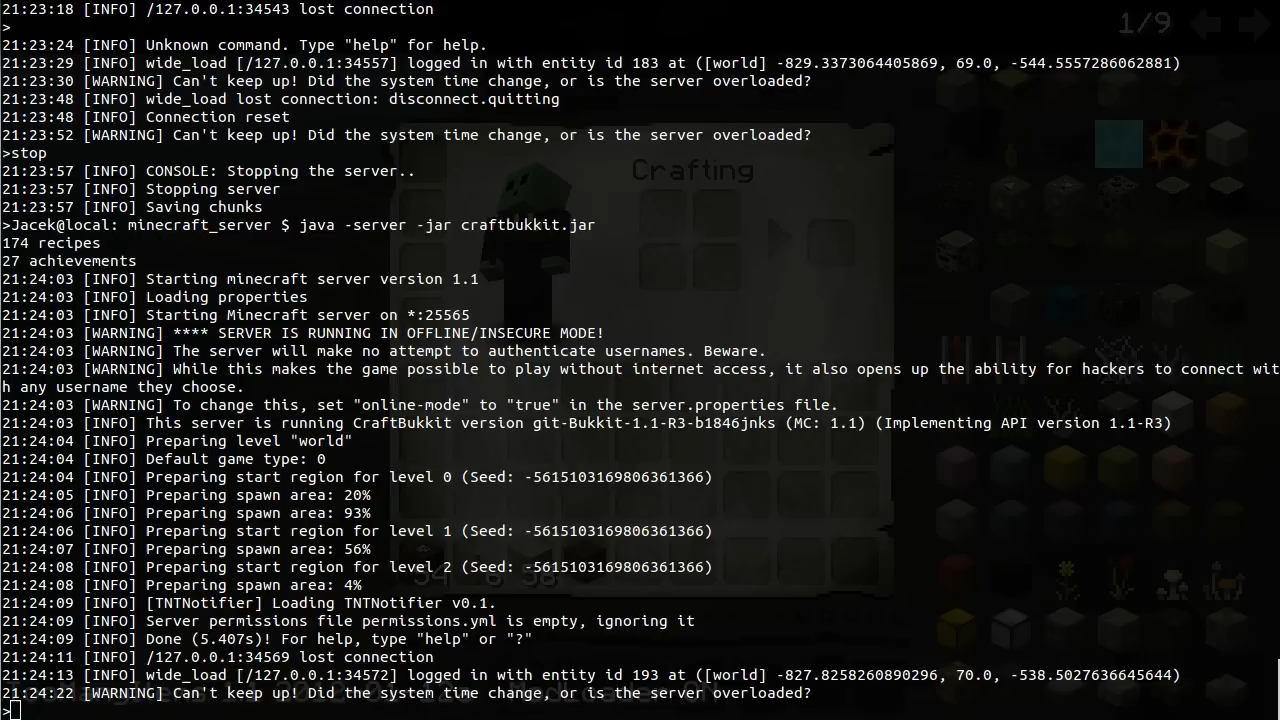 21:23:18 [INFO] /127.0.0.1:34543 lost connection
1/9
>
21:23:24 [INFO] Unknown command. Type "help" for help.
21:23:29 [INFO] wide_load [/127.0.0.1:34557] logged in with entity id 183 at ([world] -829.3373064405869, 69.0, -544.5557286062881)
21:23:30 [WARNING] Can't keep up! Did the system time change, or is the server overloaded?
21:23:48 [INFO] wide_load lost connection: disconnect.quitting
21:23:48 [INFO] Connection reset
21:23:52 [WARNING] Can't keep up! Did the system time change, or is the server overloaded?
>stop
21:23:57 [INFO] CONSOLE: Stopping the server..
Crafting
21:23:57 [INFO] Stopping server
21:23:57 [INFO] Saving chunks
>Jacek@local: minecraft_server $ java -server -jar craftbukkit.jar
174 recipes
27 achievements
21:24:03 [INFO] Starting minecraft server version 1.1
21:24:03 [INFO] Loading properties
21:24:03 [INFO] Starting Minecraft server on *:25565
21:24:03 [WARNING] **** SERVER IS RUNNING IN OFFLINE/INSECURE MODE!
21:24:03 [WARNING] The server will make no attempt to authenticate usernames. Beware.
21:24:03 [WARNING] While this makes the game possible to play without internet access, it also opens up the ability for hackers to connect wit
h any username they choose.
21:24:03 [WARNING] To change this, set "online-mode" to "true" in the server.properties file.
21:24:03 [INFO] This server is running CraftBukkit version git-Bukkit-1.1-R3-b1846jnks (MC: 1.1) (Implementing API version 1.1-R3)
21:24:04 [INFO] Preparing level "world"
21:24:04 [INFO] Default game type: 0
21:24:04 [INFO] Preparing start region for level 0 (Seed: -5615103169806361366)
21:24:05 [INFO] Preparing spawn area: 20%
21:24:06 [INFO] Preparing spawn area: 93%
21:24:06 [INFO] Preparing start region for level 1 (Seed: -5615103169806361366)
21:24:07 [INFO] Preparing spawn area: 56%
21:24:08 [INFO] Preparing start region for level 2 (Seed: -5615103169806361366)
21:24:08 [INFO] Preparing spawn area: 4%
21:24:09 [INFO] [TNTNotifier] Loading TNTNotifier v0.1.
21:24:09 [INFO] Server permissions file permissions.yml is empty, ignoring it
21:24:09 [INFO] Done (5.407s)! For help, type "help" or "?"
21:24:11 [INFO] /127.0.0.1:34569 lost connection
21:24:13 [INFO] wide_load [/127.0.0.1:34572] logged in with entity id 193 at ([world] -827.8258260890296, 70.0, -538.5027636645644)
21:24:22 [WARNING] Can't keep up! Did the system time change, or is the server overloaded?
>